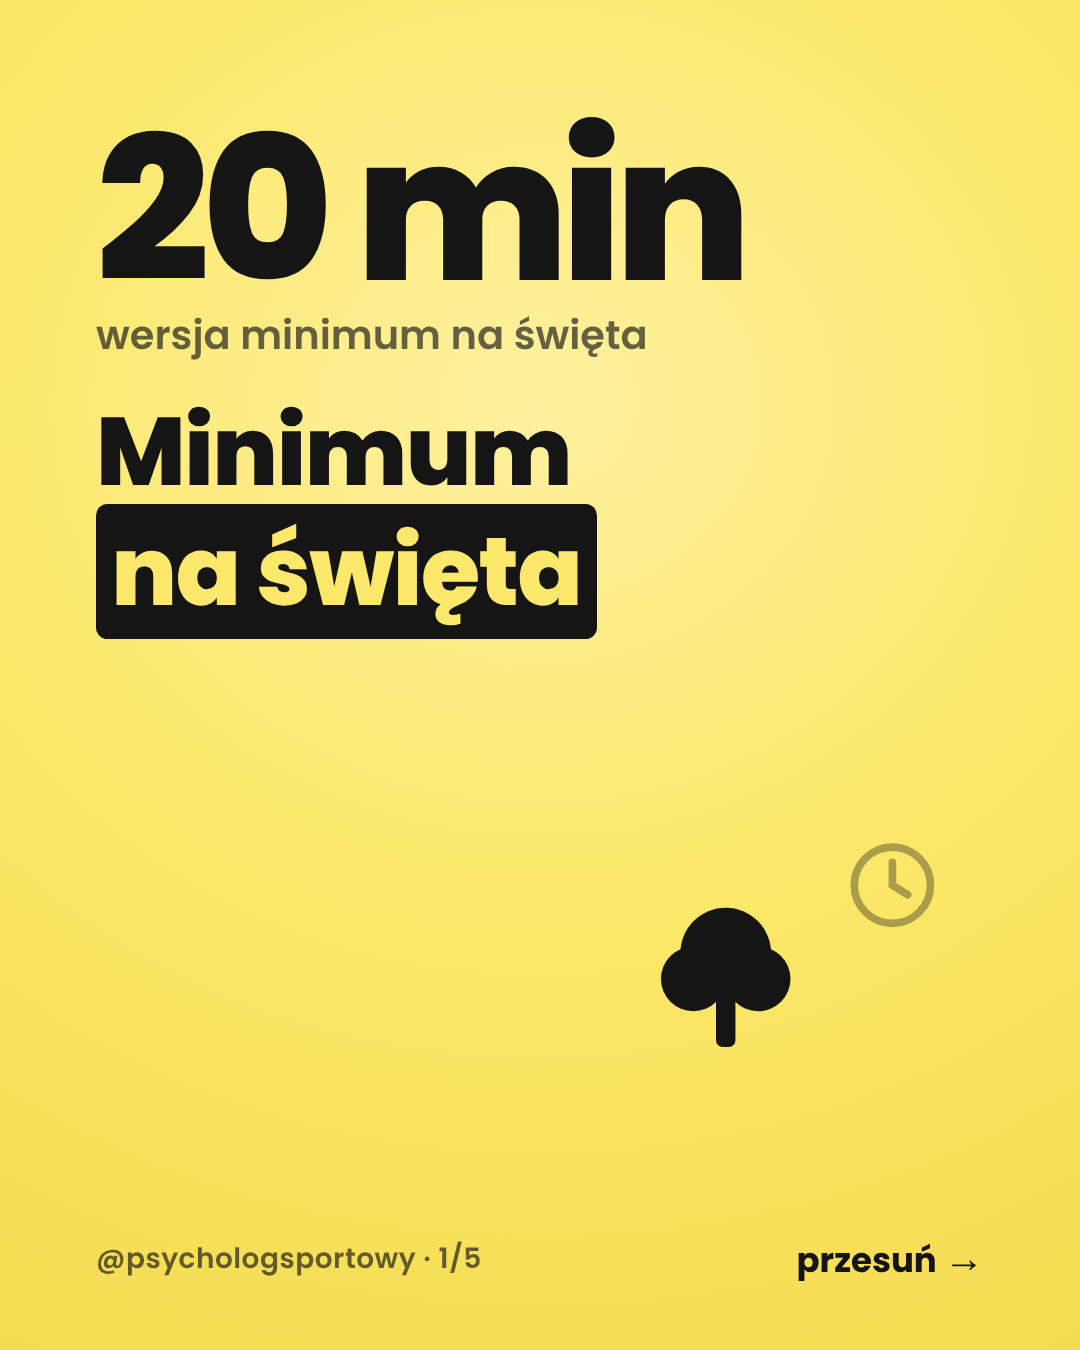 20 min
wersja minimum na święta
Minimum
na święta
@psychologsportowy · 1/5
przesuń →